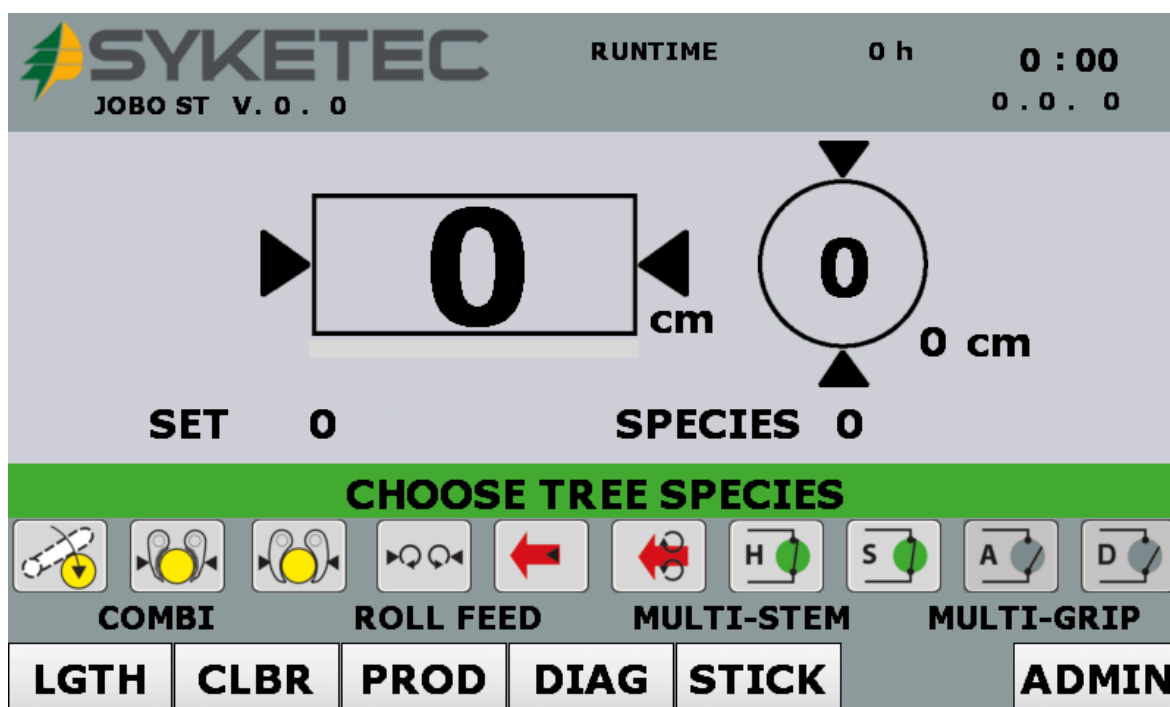 SYKETEC RUNTIME 0 h 0 : 00
JOBO ST V. 0 . 0 0 . 0 . 0
0 0
cm 0 cm
SET 0 SPECIES 0
CHOOSE TREE SPECIES
H S A D
COMBI ROLL FEED MULTI-STEM MULTI-GRIP
LGTH CLBR PROD DIAG STICK ADMIN